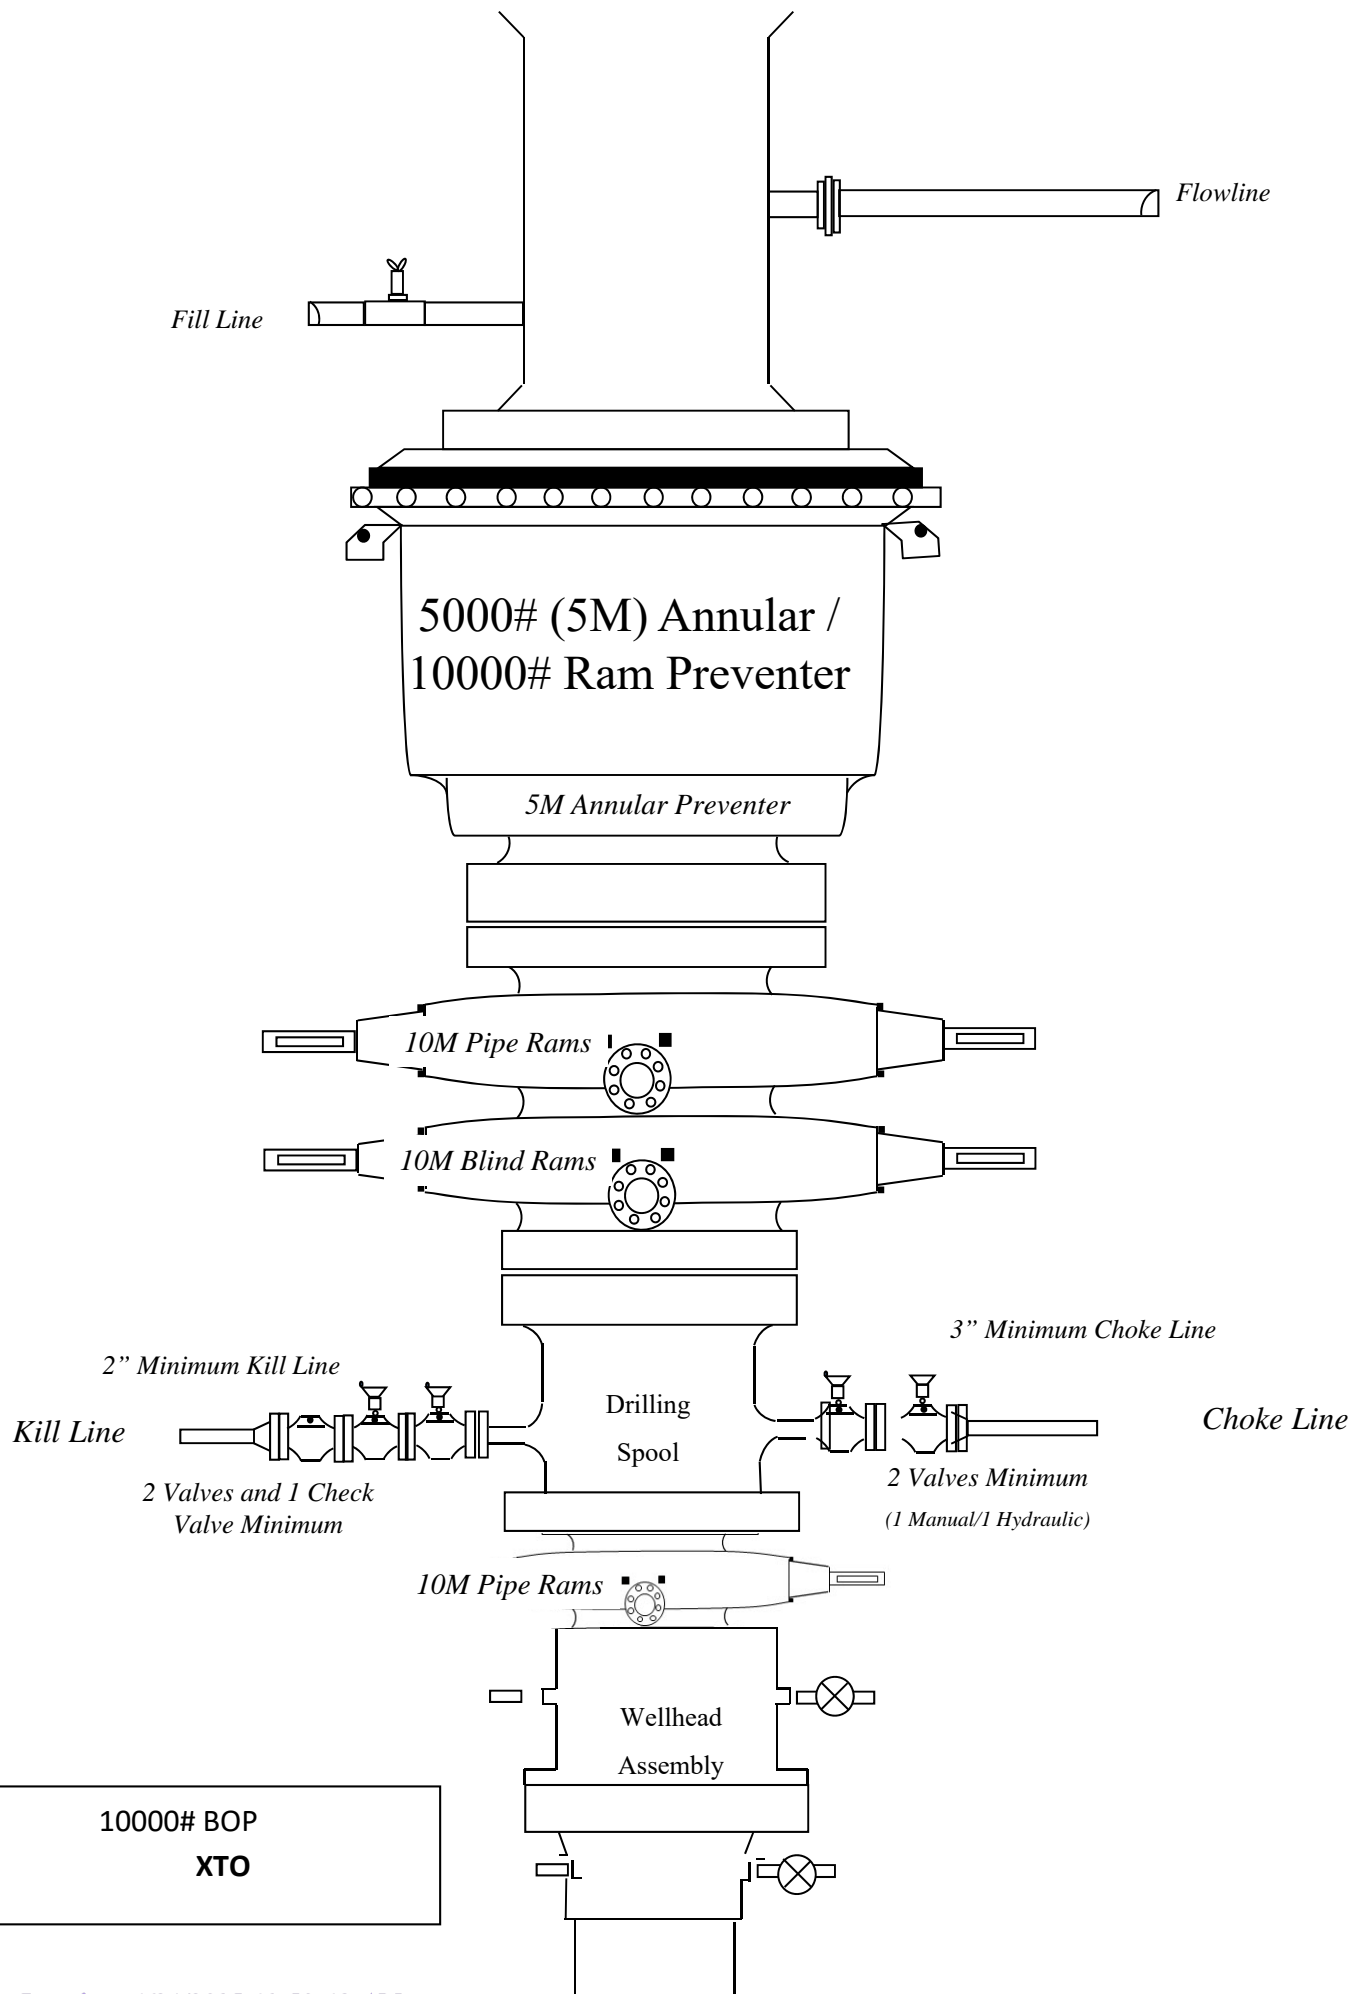 Flowline
Fill Line
5000# (5M) Annular /
10000# Ram Preventer
5M Annular Preventer
10M Pipe Rams
10M Blind Rams
3” Minimum Choke Line
2” Minimum Kill Line
Drilling
Spool
Kill Line
Choke Line
2 Valves and 1 Check
Valve Minimum
2 Valves Minimum
(1 Manual/1 Hydraulic)
10M Pipe Rams
Wellhead
Assembly
10000# BOP
XTO